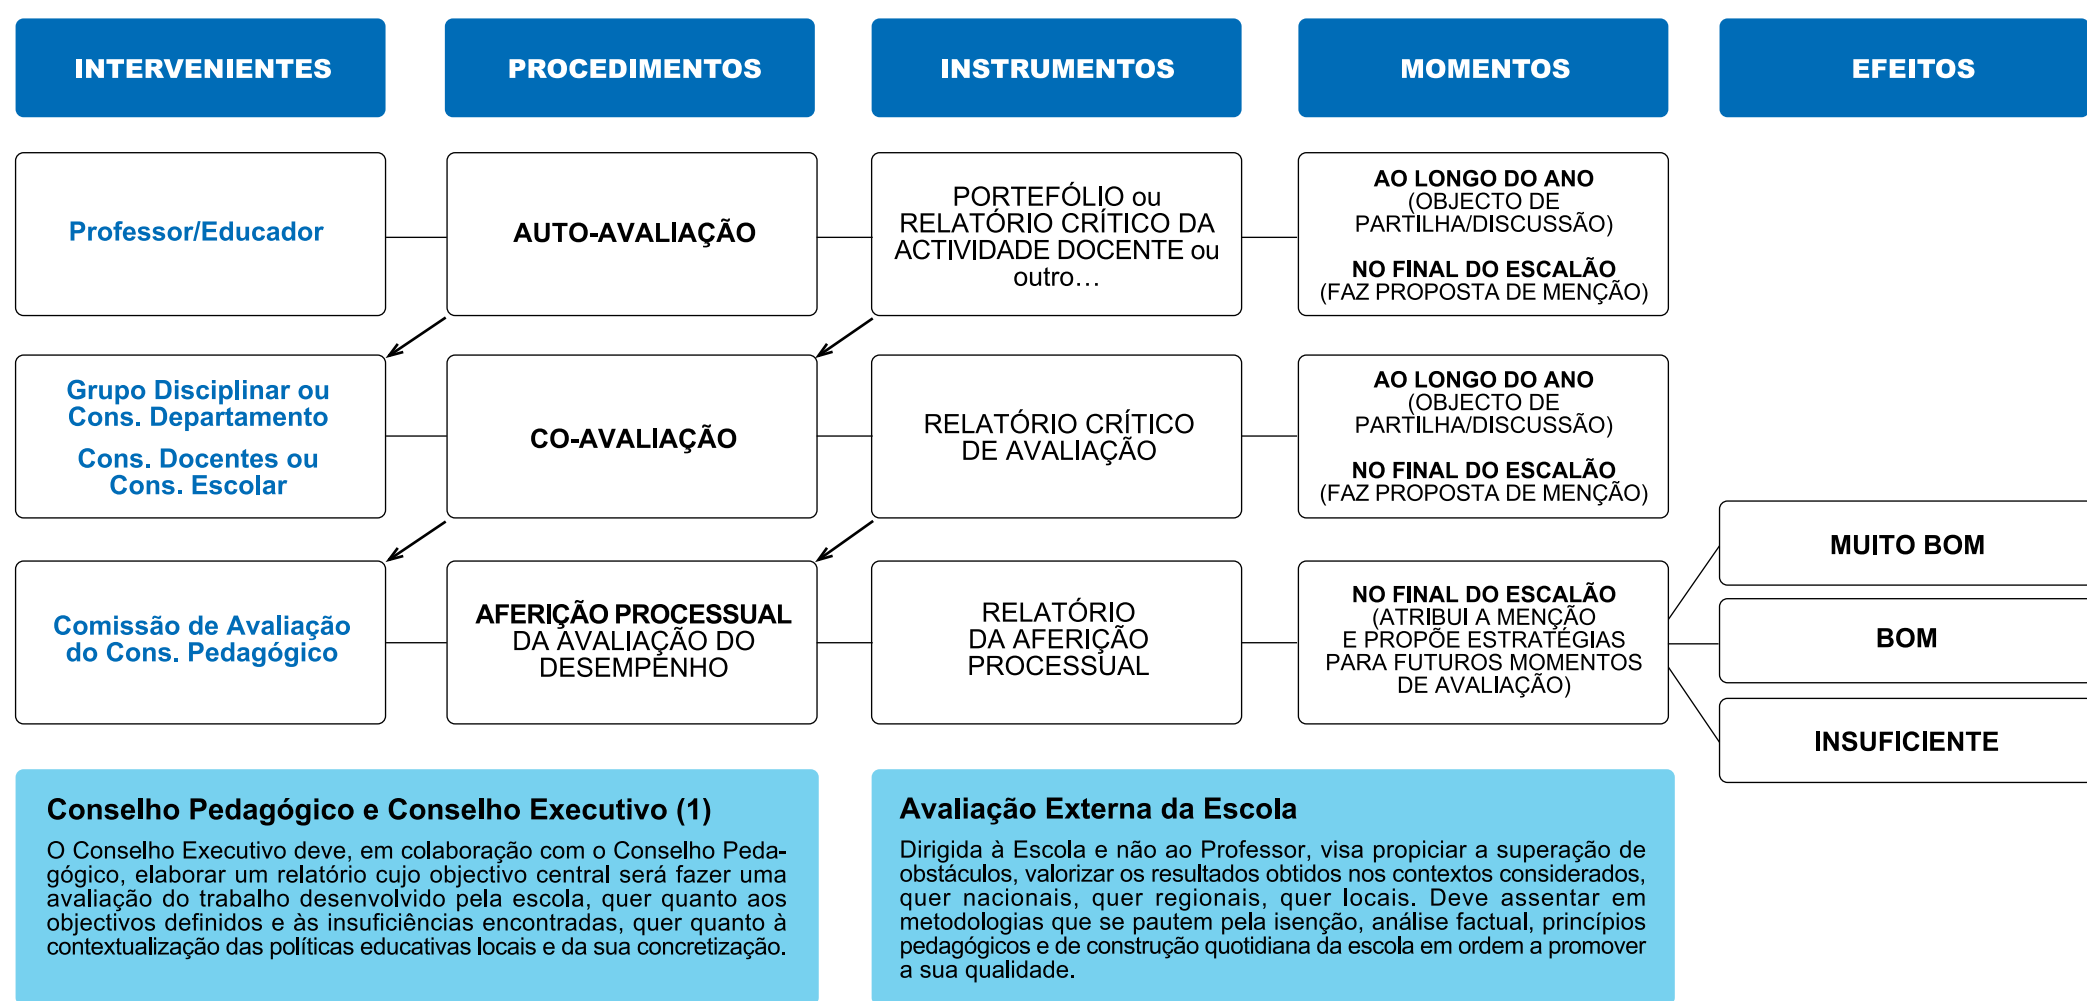 INTERVENIENTES
PROCEDIMENTOS
INSTRUMENTOS
MOMENTOS
EFEITOS
Professor/Educador
AUTO-AVALIAÇÃO
PORTEFÓLIO ou
RELATÓRIO CRÍTICO DA
ACTIVIDADE DOCENTE ou
outro…
AO LONGO DO ANO
(OBJECTO DE
PARTILHA/DISCUSSÃO)
NO FINAL DO ESCALÃO
(FAZ PROPOSTA DE MENÇÃO)
Grupo Disciplinar ou
Cons. Departamento
Cons. Docentes ou
Cons. Escolar
CO-AVALIAÇÃO
RELATÓRIO CRÍTICO
DE AVALIAÇÃO
AO LONGO DO ANO
(OBJECTO DE
PARTILHA/DISCUSSÃO)
NO FINAL DO ESCALÃO
(FAZ PROPOSTA DE MENÇÃO)
Comissão de Avaliação
do Cons. Pedagógico
AFERIÇÃO PROCESSUAL
DA AVALIAÇÃO DO
DESEMPENHO
RELATÓRIO
DA AFERIÇÃO
PROCESSUAL
NO FINAL DO ESCALÃO
(ATRIBUI A MENÇÃO
E PROPÕE ESTRATÉGIAS
PARA FUTUROS MOMENTOS
DE AVALIAÇÃO)
MUITO BOM
BOM
INSUFICIENTE
Conselho Pedagógico e Conselho Executivo (1)
O Conselho Executivo deve, em colaboração com o Conselho Peda-
gógico, elaborar um relatório cujo objectivo central será fazer uma
avaliação do trabalho desenvolvido pela escola, quer quanto aos
objectivos definidos e às insuficiências encontradas, quer quanto à
contextualização das políticas educativas locais e da sua concretização.
Avaliação Externa da Escola
Dirigida à Escola e não ao Professor, visa propiciar a superação de
obstáculos, valorizar os resultados obtidos nos contextos considerados,
quer nacionais, quer regionais, quer locais. Deve assentar em
metodologias que se pautem pela isenção, análise factual, princípios
pedagógicos e de construção quotidiana da escola em ordem a promover
a sua qualidade.